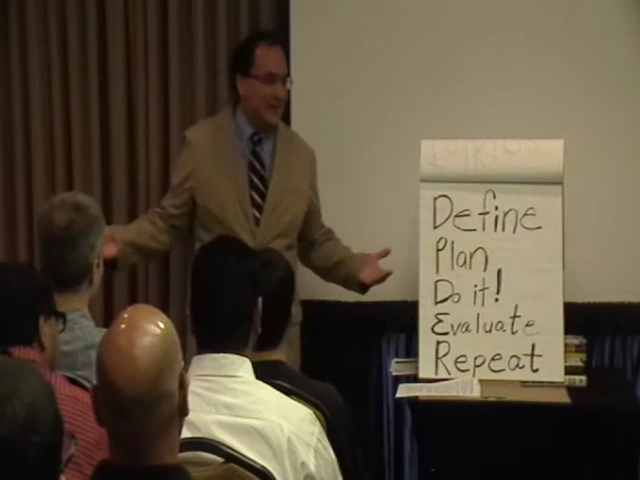 Define
Plan
Do it!
Evaluate
Repeat